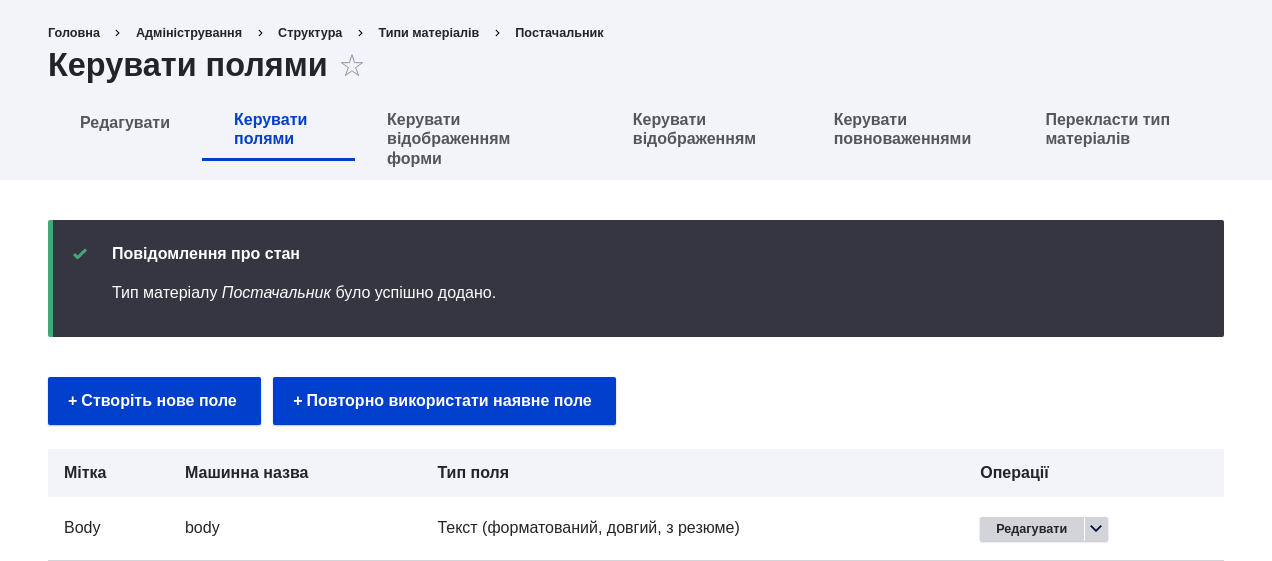 Головна › Адміністрування › Структура › Типи матеріалів › Постачальник
Керувати полями ☆
Редагувати
Керувати
полями
Керувати
відображенням
форми
Керувати
відображенням
Керувати
повноваженнями
Перекласти тип
матеріалів
Повідомлення про стан
Тип матеріалу Постачальник було успішно додано.
+ Створіть нове поле
+ Повторно використати наявне поле
Мітка Машинна назва Тип поля Операції
Body body Текст (форматований, довгий, з резюме) Редагувати